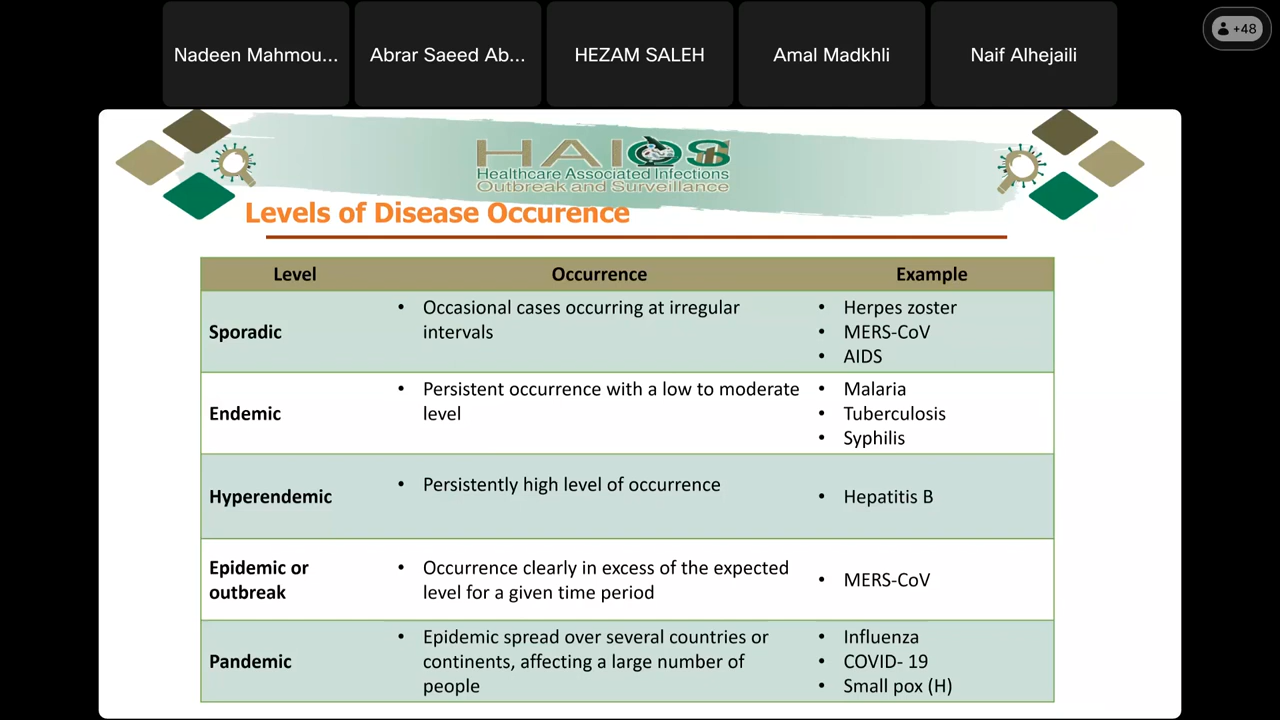 Nadeen Mahmou...
Abrar Saeed Ab...
HEZAM SALEH
Amal Madkhli
Naif Alhejaili
+48
HAIOS
Healthcare Associated Infections
Outbreak and Surveillance
Levels of Disease Occurence
Level Occurrence Example
Sporadic
• Occasional cases occurring at irregular
intervals
• Herpes zoster
• MERS-CoV
• AIDS
Endemic
• Persistent occurrence with a low to moderate
level
• Malaria
• Tuberculosis
• Syphilis
Hyperendemic
• Persistently high level of occurrence
• Hepatitis B
Epidemic or
outbreak
• Occurrence clearly in excess of the expected
level for a given time period
• MERS-CoV
Pandemic
• Epidemic spread over several countries or
continents, affecting a large number of
people
• Influenza
• COVID- 19
• Small pox (H)